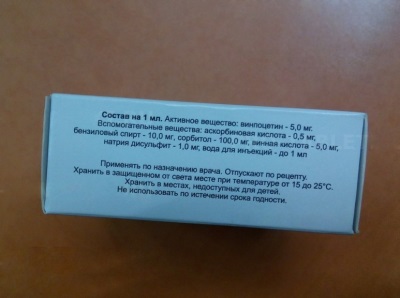 Состав на 1 мл. Активное вещество: винпоцетин - 5,0 мг.
Вспомогательные вещества: аскорбиновая кислота - 0,5 мг,
бензиловый спирт - 10,0 мг, сорбитол - 100,0 мг, винная кислота - 5,0 мг,
натрия дисульфит - 1,0 мг, вода для инъекций - до 1 мл
Применять по назначению врача. Отпускают по рецепту.
Хранить в защищенном от света месте при температуре от 15 до 25°С.
Хранить в местах, недоступных для детей.
Не использовать по истечении срока годности.